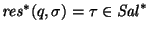 res*(q, σ) = τ ∈ Sal*